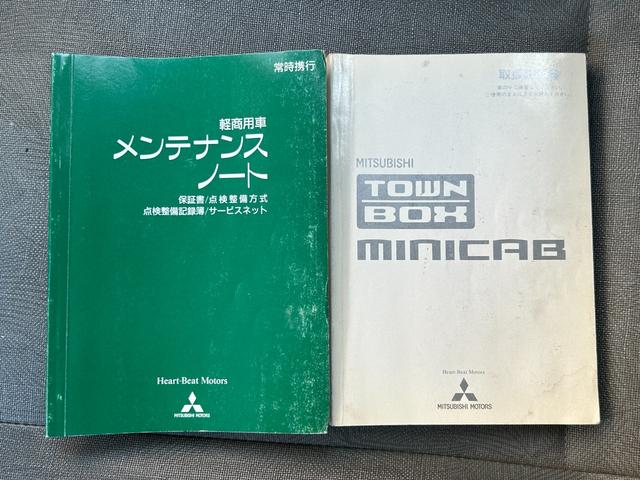 常時携行
軽商用車
メンテナンス
ノート
保証書/点検整備方式
点検整備記録簿/サービスネット
Heart-Beat Motors
MITSUBISHI MOTORS
取扱説明書
MITSUBISHI
TOWN
BOX
MINICAB
Heart-Beat Motors
MITSUBISHI MOTORS